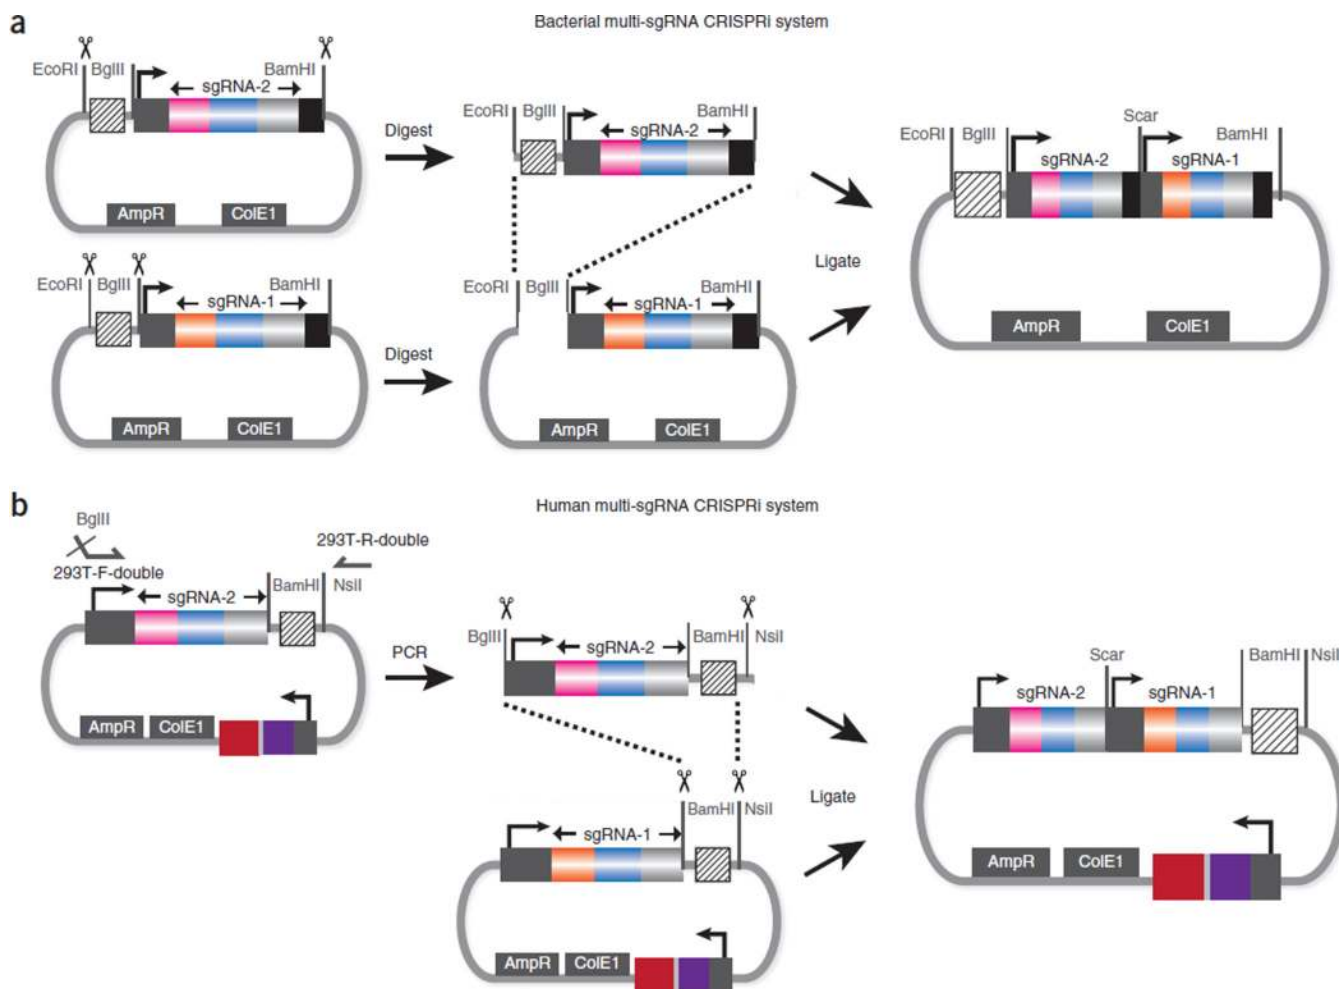 a
Bacterial multi-sgRNA CRISPRi system
EcoRI BglII BamHI
sgRNA-2
AmpR ColE1
Digest
EcoRI BglII BamHI
sgRNA-1
AmpR ColE1
Digest
EcoRI BglII BamHI
sgRNA-2
EcoRI BglII BamHI
sgRNA-1
AmpR ColE1
Ligate
Scar
EcoRI BglII BamHI
sgRNA-2 sgRNA-1
AmpR ColE1
b
Human multi-sgRNA CRISPRi system
BglII
293T-R-double
293T-F-double
BamHI NsiI
sgRNA-2
AmpR ColE1
PCR
BglII BamHI NsiI
sgRNA-2
BamHI NsiI
sgRNA-1
AmpR ColE1
Ligate
Scar BamHI NsiI
sgRNA-2 sgRNA-1
AmpR ColE1